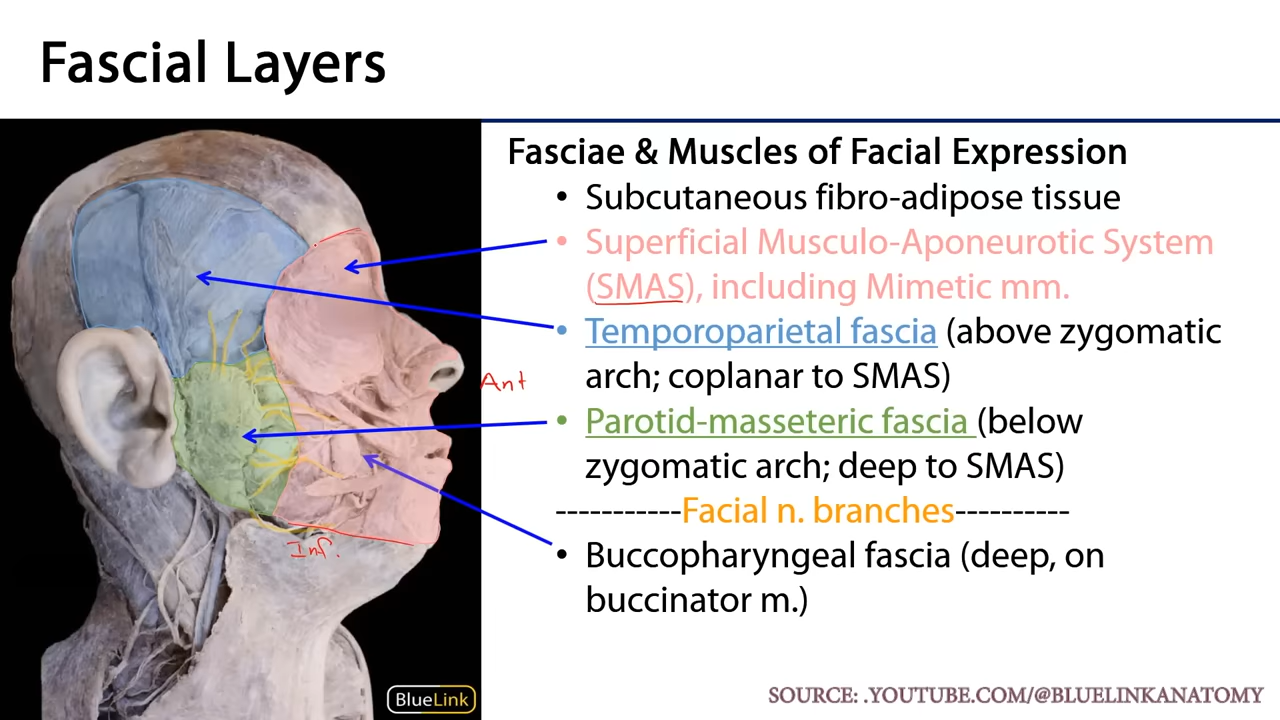 Fascial Layers
Fasciae & Muscles of Facial Expression
• Subcutaneous fibro-adipose tissue
• Superficial Musculo-Aponeurotic System
(SMAS), including Mimetic mm.
• Temporoparietal fascia (above zygomatic
arch; coplanar to SMAS)
• Parotid-masseteric fascia (below
zygomatic arch; deep to SMAS)
-----------Facial n. branches----------
• Buccopharyngeal fascia (deep, on
buccinator m.)
Ant
Inf.
BlueLink
SOURCE: .YOUTUBE.COM/@BLUELINKANATOMY